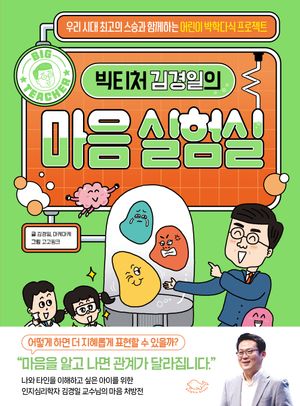 우리 시대 최고의 스승과 함께하는 어린이 박학다식 프로젝트
BIG TEACHER
빅티처 김경일의
마음 실험실
글 김경일, 마케마케
그림 고고핑크
어떻게 하면 더 지혜롭게 표현할 수 있을까?
“마음을 알고 나면 관계가 달라집니다.”
나와 타인을 이해하고 싶은 아이를 위한
인지심리학자 김경일 교수님의 마음 처방전